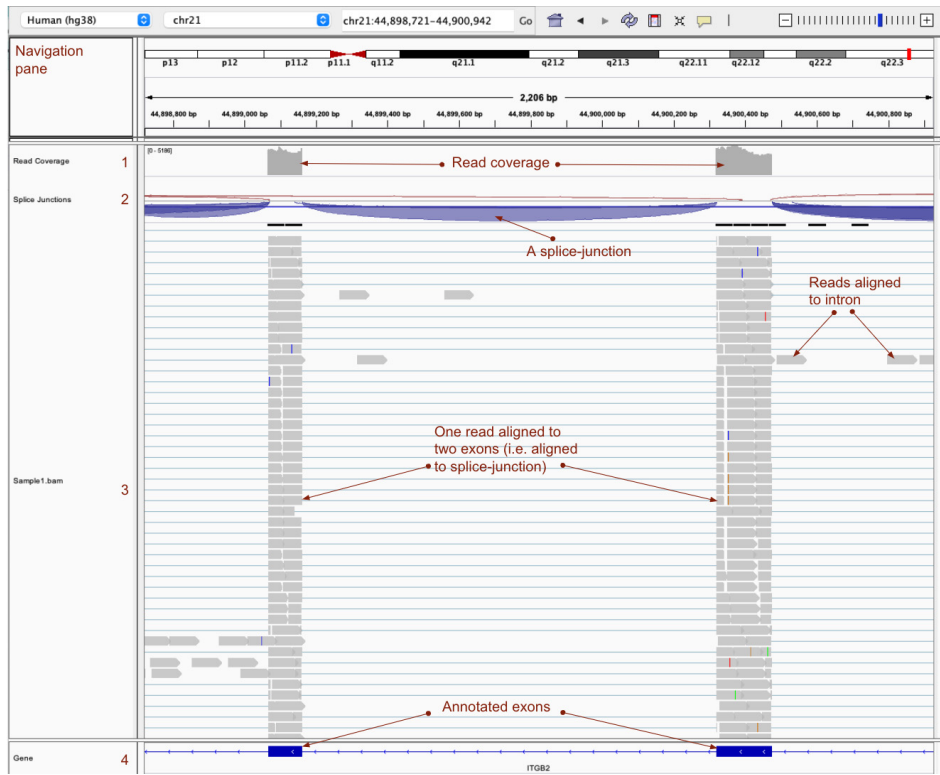 Human (hg38) chr21 chr21:44,898,721-44,900,942 Go
Navigation
pane
p13 p12 p11.2 p11.1 q11.2 q21.1 q21.2 q21.3 q22.11 q22.12 q22.2 q22.3
2,206 bp
44,898,800 bp 44,899,000 bp 44,899,200 bp 44,899,400 bp 44,899,600 bp 44,899,800 bp 44,900,000 bp 44,900,200 bp 44,900,400 bp 44,900,600 bp 44,900,800 bp
[0 - 5186]
Read Coverage 1 Read coverage
Splice Junctions 2
A splice-junction
Reads aligned
to intron
One read aligned to
two exons (i.e. aligned
to splice-junction)
Sample1.bam 3
Annotated exons
Gene 4
ITGB2